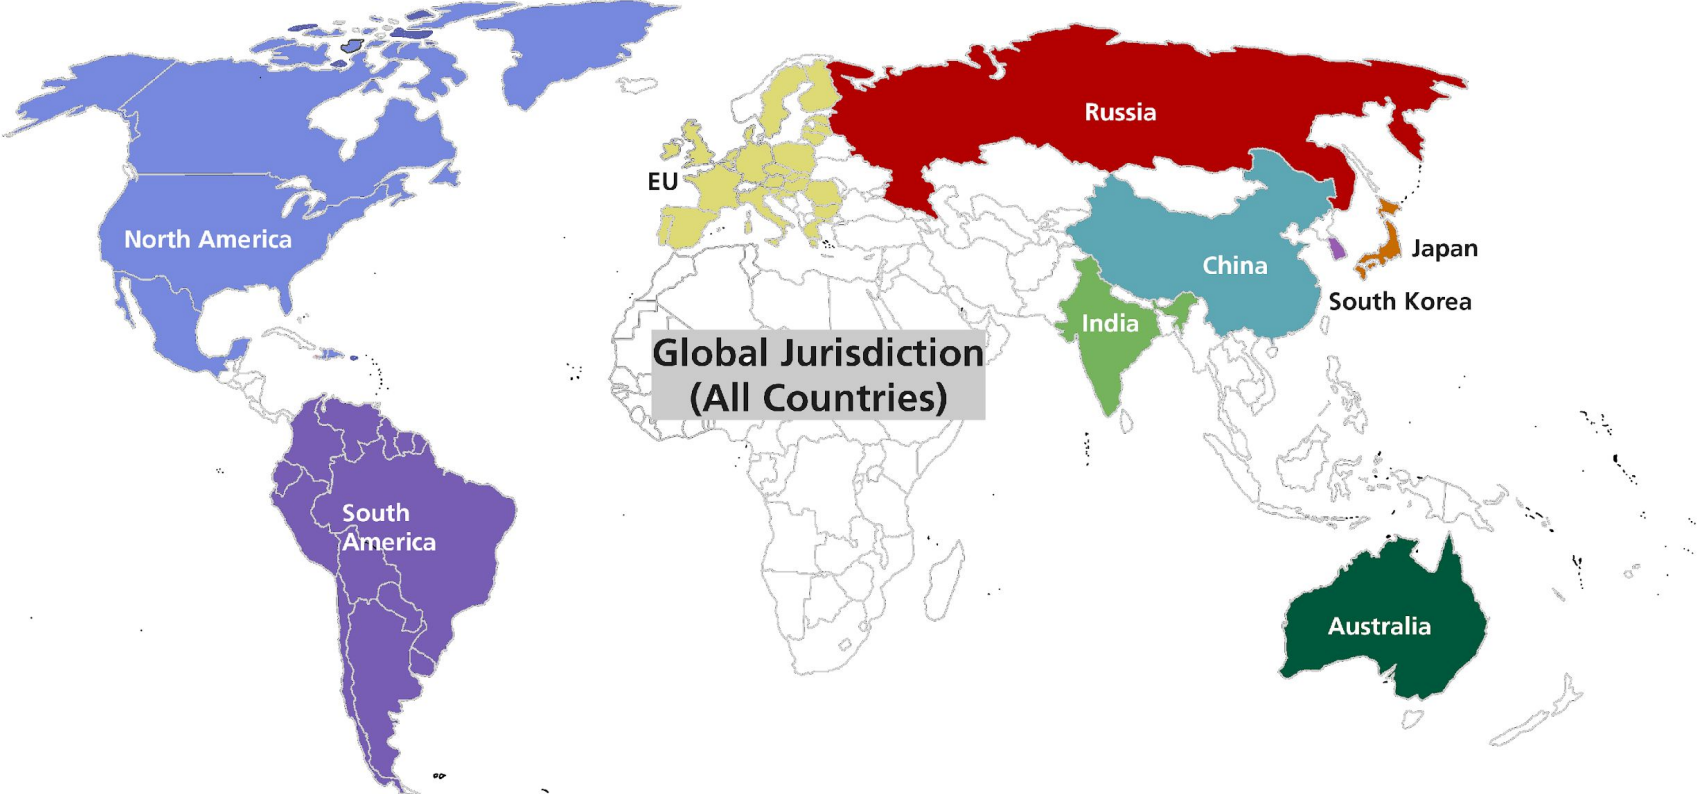 Russia
EU
North America
Japan
China
South Korea
India
Global Jurisdiction
(All Countries)
South
America
Australia